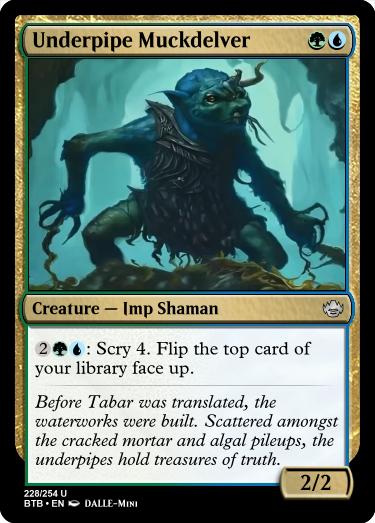 Underpipe Muckdelver
Creature — Imp Shaman
2: Scry 4. Flip the top card of
your library face up.
Before Tabar was translated, the
waterworks were built. Scattered amongst
the cracked mortar and algal pileups, the
underpipes hold treasures of truth.
2/2
228/254 U
BTB • EN DALLE-Mini